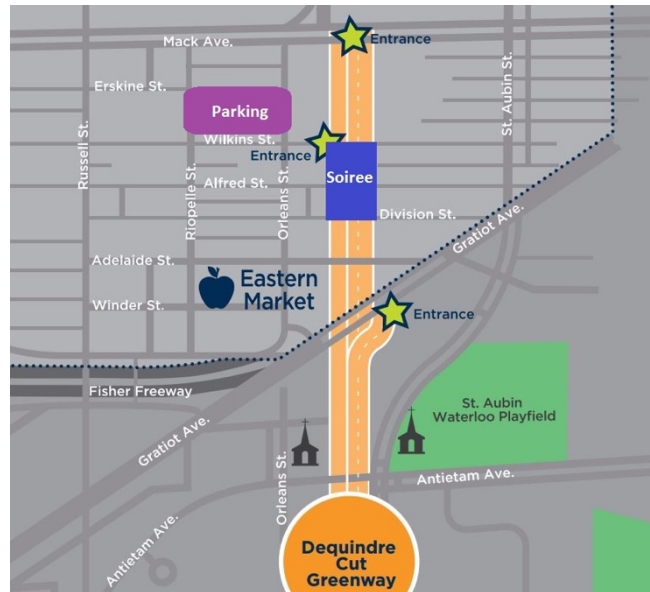 Mack Ave.
Entrance
Erskine St.
Parking
St. Aubin St.
Russell St.
Wilkins St.
Entrance
Soiree
Alfred St.
Riopelle St.
Orleans St.
Division St.
Gratiot Ave.
Adelaide St.
Eastern
Market
Winder St.
Entrance
Fisher Freeway
St. Aubin
Waterloo Playfield
Gratiot Ave.
Orleans St.
Antietam Ave.
Antietam Ave.
Dequindre
Cut
Greenway